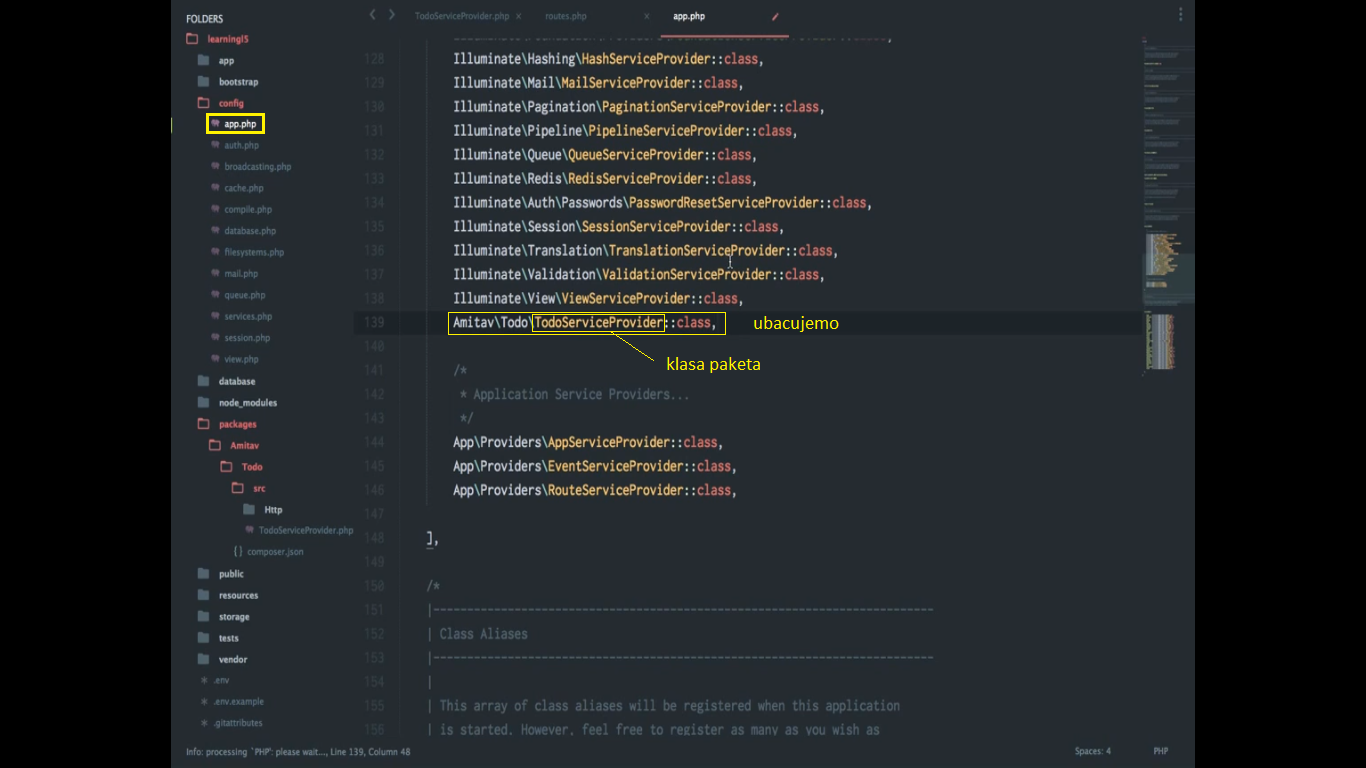 FOLDERS
learningl5
app
bootstrap
config
app.php
auth.php
broadcasting.php
cache.php
compile.php
database.php
filesystems.php
mail.php
queue.php
services.php
session.php
view.php
database
node_modules
packages
Amitav
Todo
src
Http
TodoServiceProvider.php
{} composer.json
public
resources
storage
tests
vendor
* .env
* .env.example
* .gitattributes
TodoServiceProvider.php × routes.php × app.php
128 Illuminate\Hashing\HashServiceProvider::class,
129 Illuminate\Mail\MailServiceProvider::class,
130 Illuminate\Pagination\PaginationServiceProvider::class,
131 Illuminate\Pipeline\PipelineServiceProvider::class,
132 Illuminate\Queue\QueueServiceProvider::class,
133 Illuminate\Redis\RedisServiceProvider::class,
134 Illuminate\Auth\Passwords\PasswordResetServiceProvider::class,
135 Illuminate\Session\SessionServiceProvider::class,
136 Illuminate\Translation\TranslationServiceProvider::class,
137 Illuminate\Validation\ValidationServiceProvider::class,
138 Illuminate\View\ViewServiceProvider::class,
139 Amitav\Todo\TodoServiceProvider::class, ubacujemo
140
klasa paketa
141 /*
142 * Application Service Providers...
143 */
144 App\Providers\AppServiceProvider::class,
145 App\Providers\EventServiceProvider::class,
146 App\Providers\RouteServiceProvider::class,
147
148 ],
149
150 /*
151 |--------------------------------------------------------------------------
152 | Class Aliases
153 |--------------------------------------------------------------------------
154 |
155 | This array of class aliases will be registered when this application
156 | is started. However, feel free to register as many as you wish as
Info: processing `PHP': please wait..., Line 139, Column 48 Spaces: 4 PHP